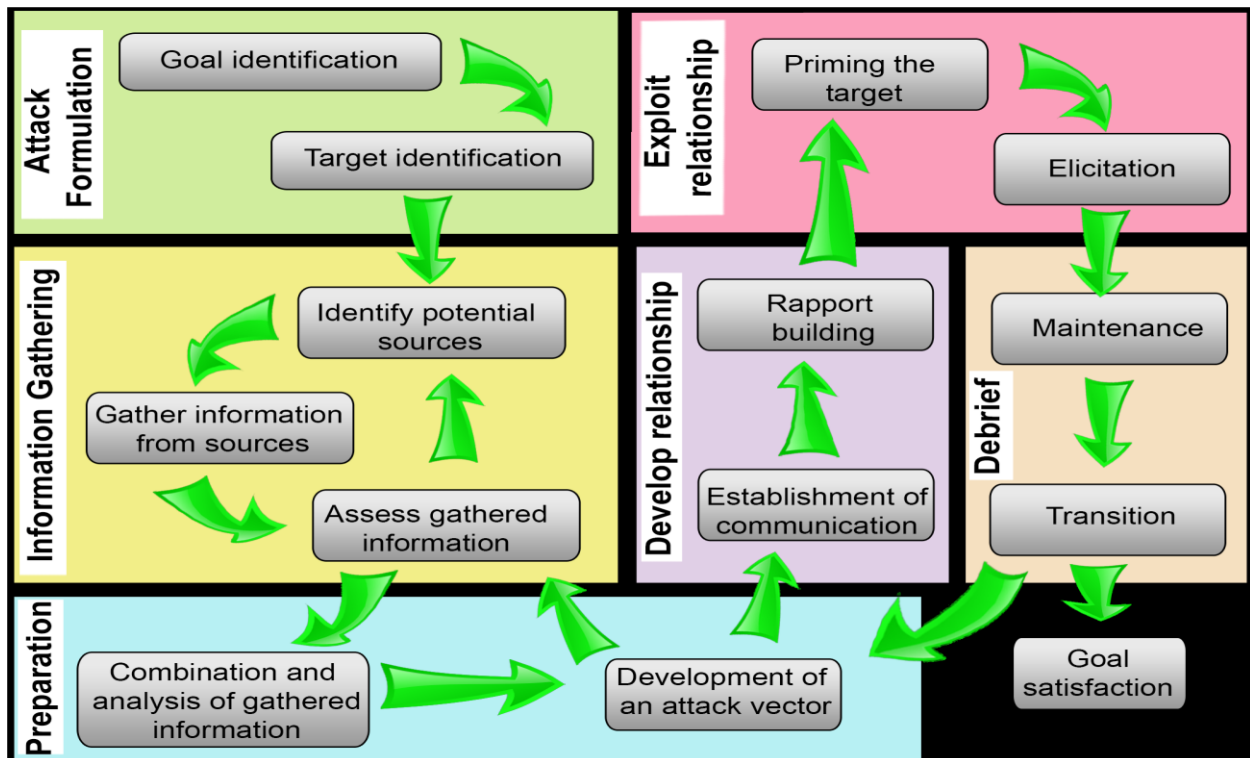 Attack
Formulation
Goal identification
Target identification
Information Gathering
Identify potential
sources
Gather information
from sources
Assess gathered
information
Preparation
Combination and
analysis of gathered
information
Development of
an attack vector
Develop relationship
Establishment of
communication
Rapport
building
Exploit
relationship
Priming the
target
Elicitation
Debrief
Maintenance
Transition
Goal
satisfaction